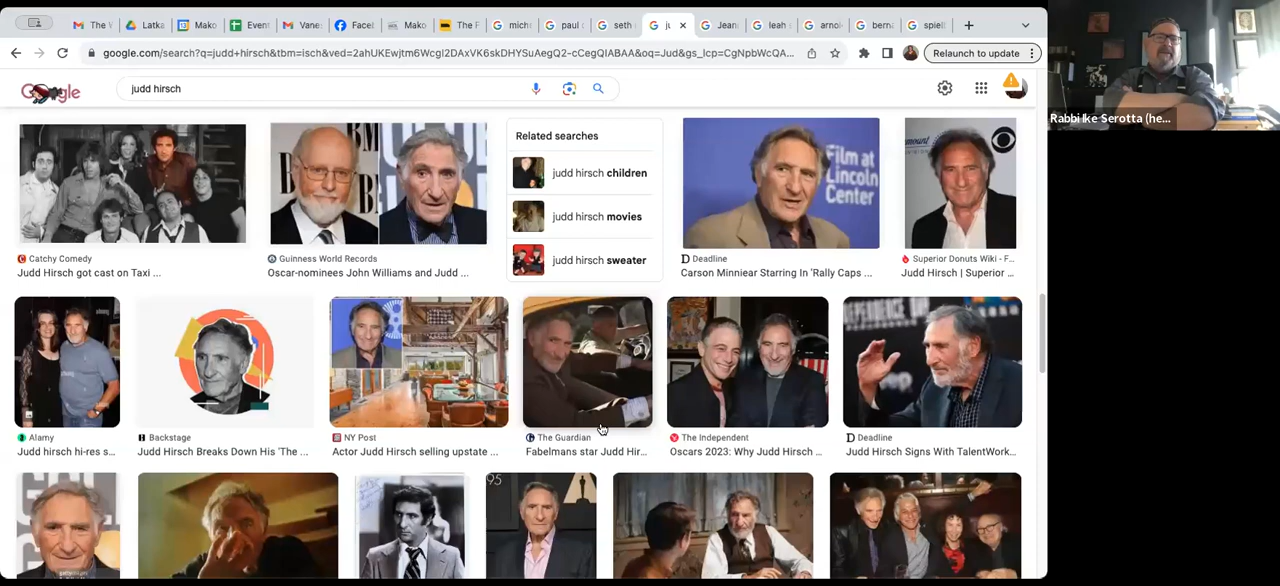 The V
Latka
Mako
Event
Vanes
Facel
Mako
The F
mich
paul c
seth
ju
Jean
leah s
arnol
berna
spiell
google.com/search?q=judd+hirsch&tbm=isch&ved=2ahUKEwjtm6Wcgl2DAxVK6skDHYSuAegQ2-cCegQIABAA&oq=Jud&gs_lcp=CgNpbWcQA...
Relaunch to update
Google
judd hirsch
Rabbi Ike Serotta (he...
Related searches
judd hirsch children
judd hirsch movies
judd hirsch sweater
Film at
Lincoln
Center
Catchy Comedy
Judd Hirsch got cast on Taxi ...
Guinness World Records
Oscar-nominees John Williams and Judd ...
Deadline
Carson Minniear Starring In 'Rally Caps ...
Superior Donuts Wiki - F...
Judd Hirsch | Superior ...
Alamy
Judd hirsch hi-res s...
Backstage
Judd Hirsch Breaks Down His 'The ...
NY Post
Actor Judd Hirsch selling upstate ...
The Guardian
Fabelmans star Judd Hir...
The Independent
Oscars 2023: Why Judd Hirsch ...
Deadline
Judd Hirsch Signs With TalentWork...
95